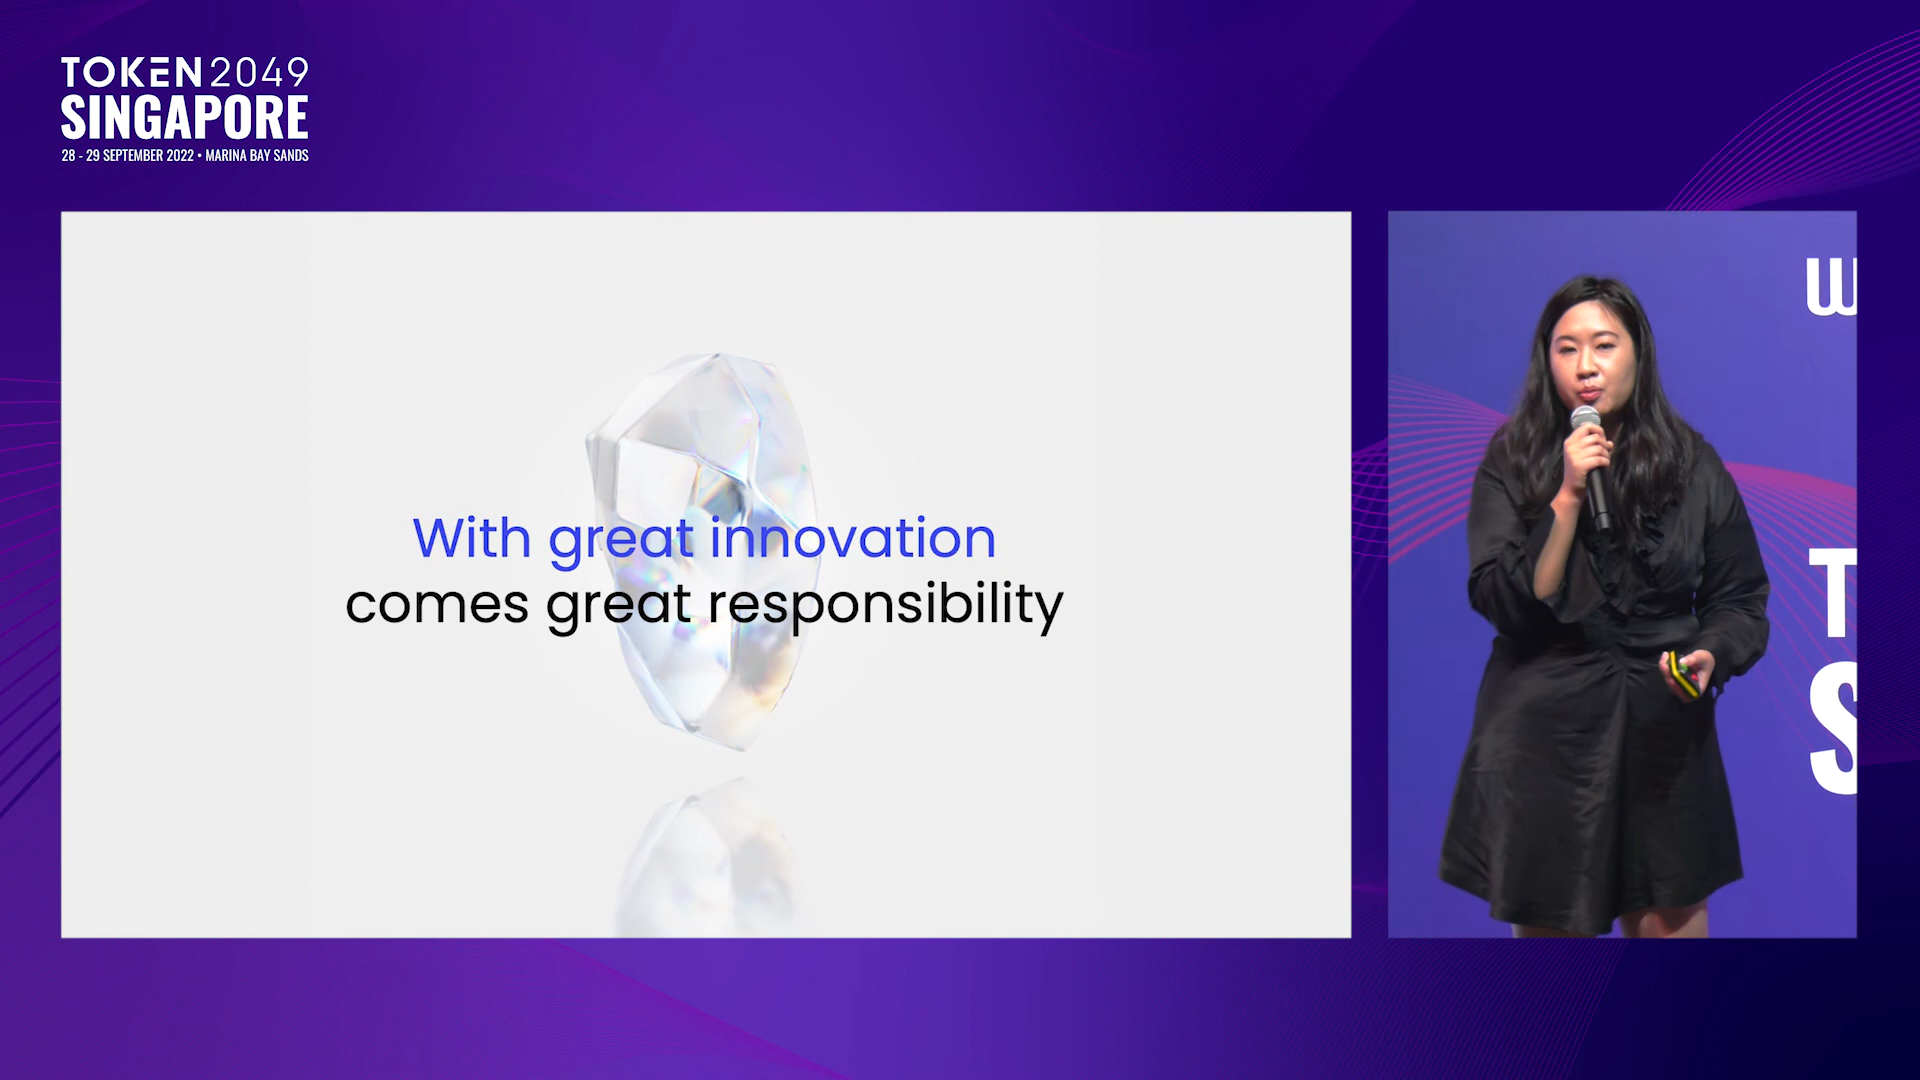 TOKEN2049
SINGAPORE
28 - 29 SEPTEMBER 2022 • MARINA BAY SANDS
With great innovation
comes great responsibility
W
T
S